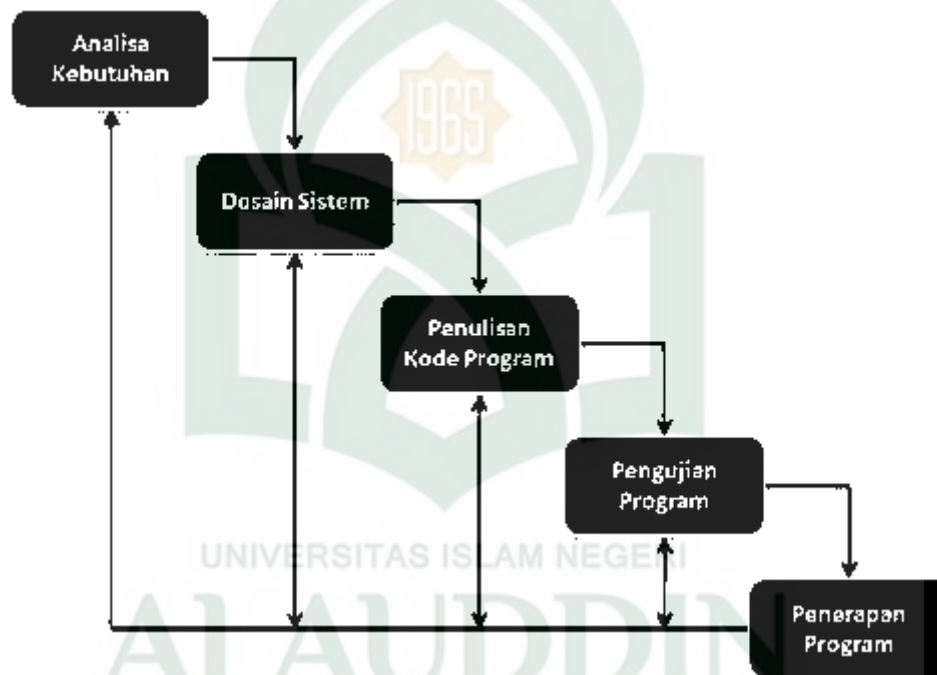 Analisa
Kebutuhan
1965
Dosain Sistem
Penulisan
Kode Program
Pengujian
Program
UNIVERSITAS ISLAM NEGERI
ALAUDDIN
Penerapan
Program